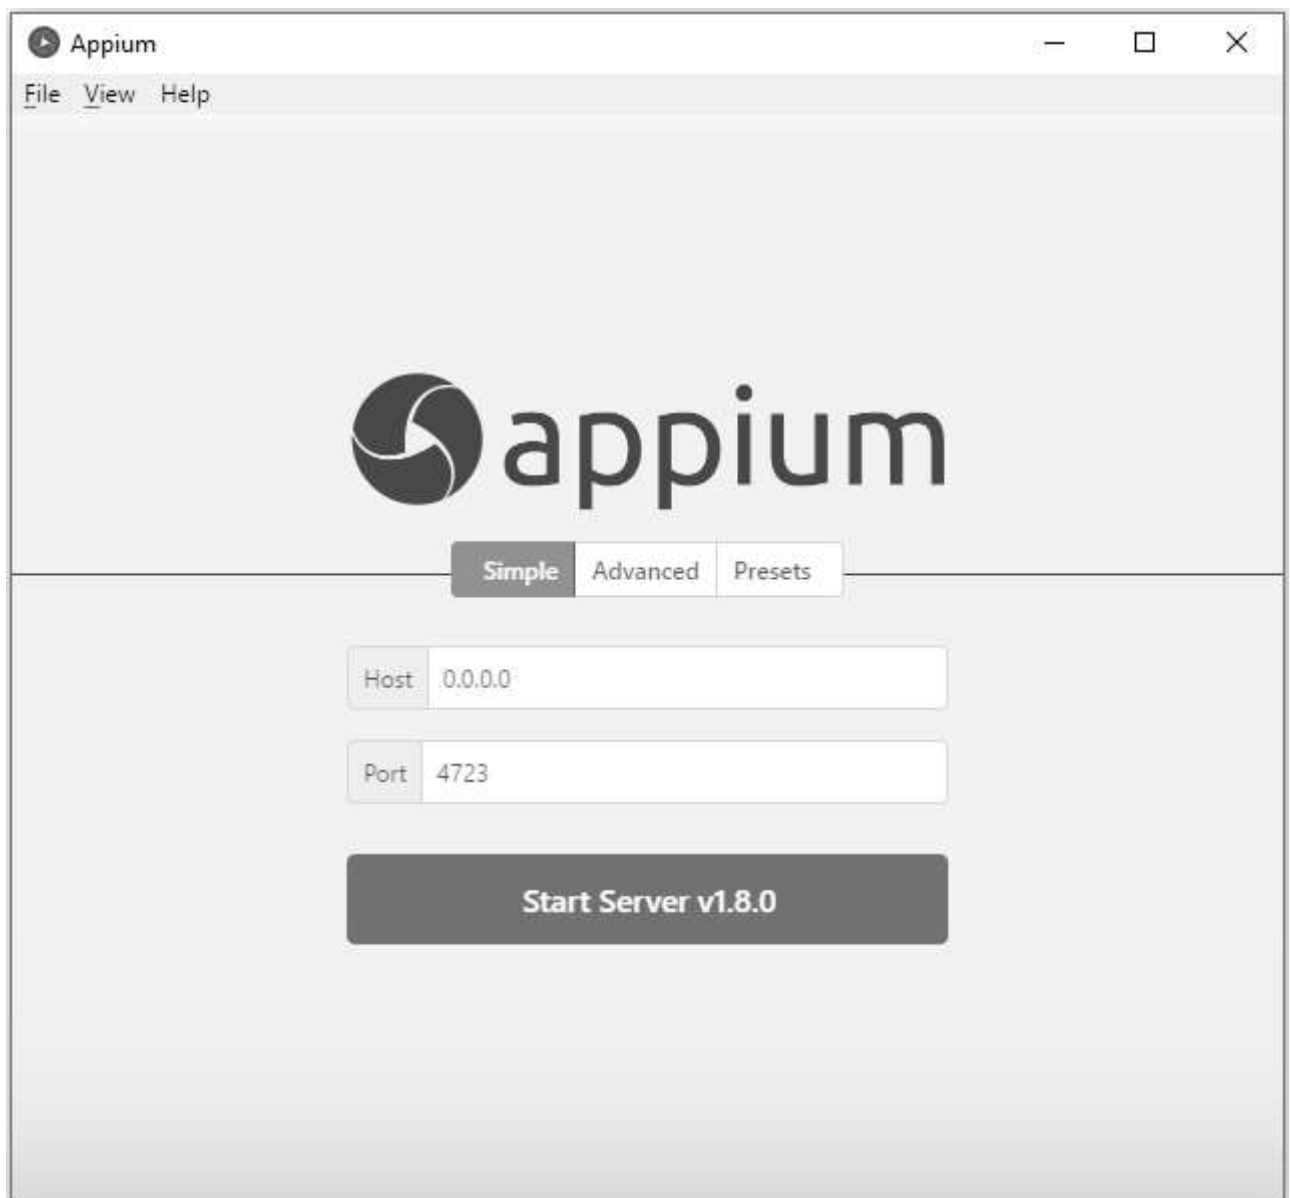 Appium
File View Help
appium
Simple Advanced Presets
Host 0.0.0.0
Port 4723
Start Server v1.8.0